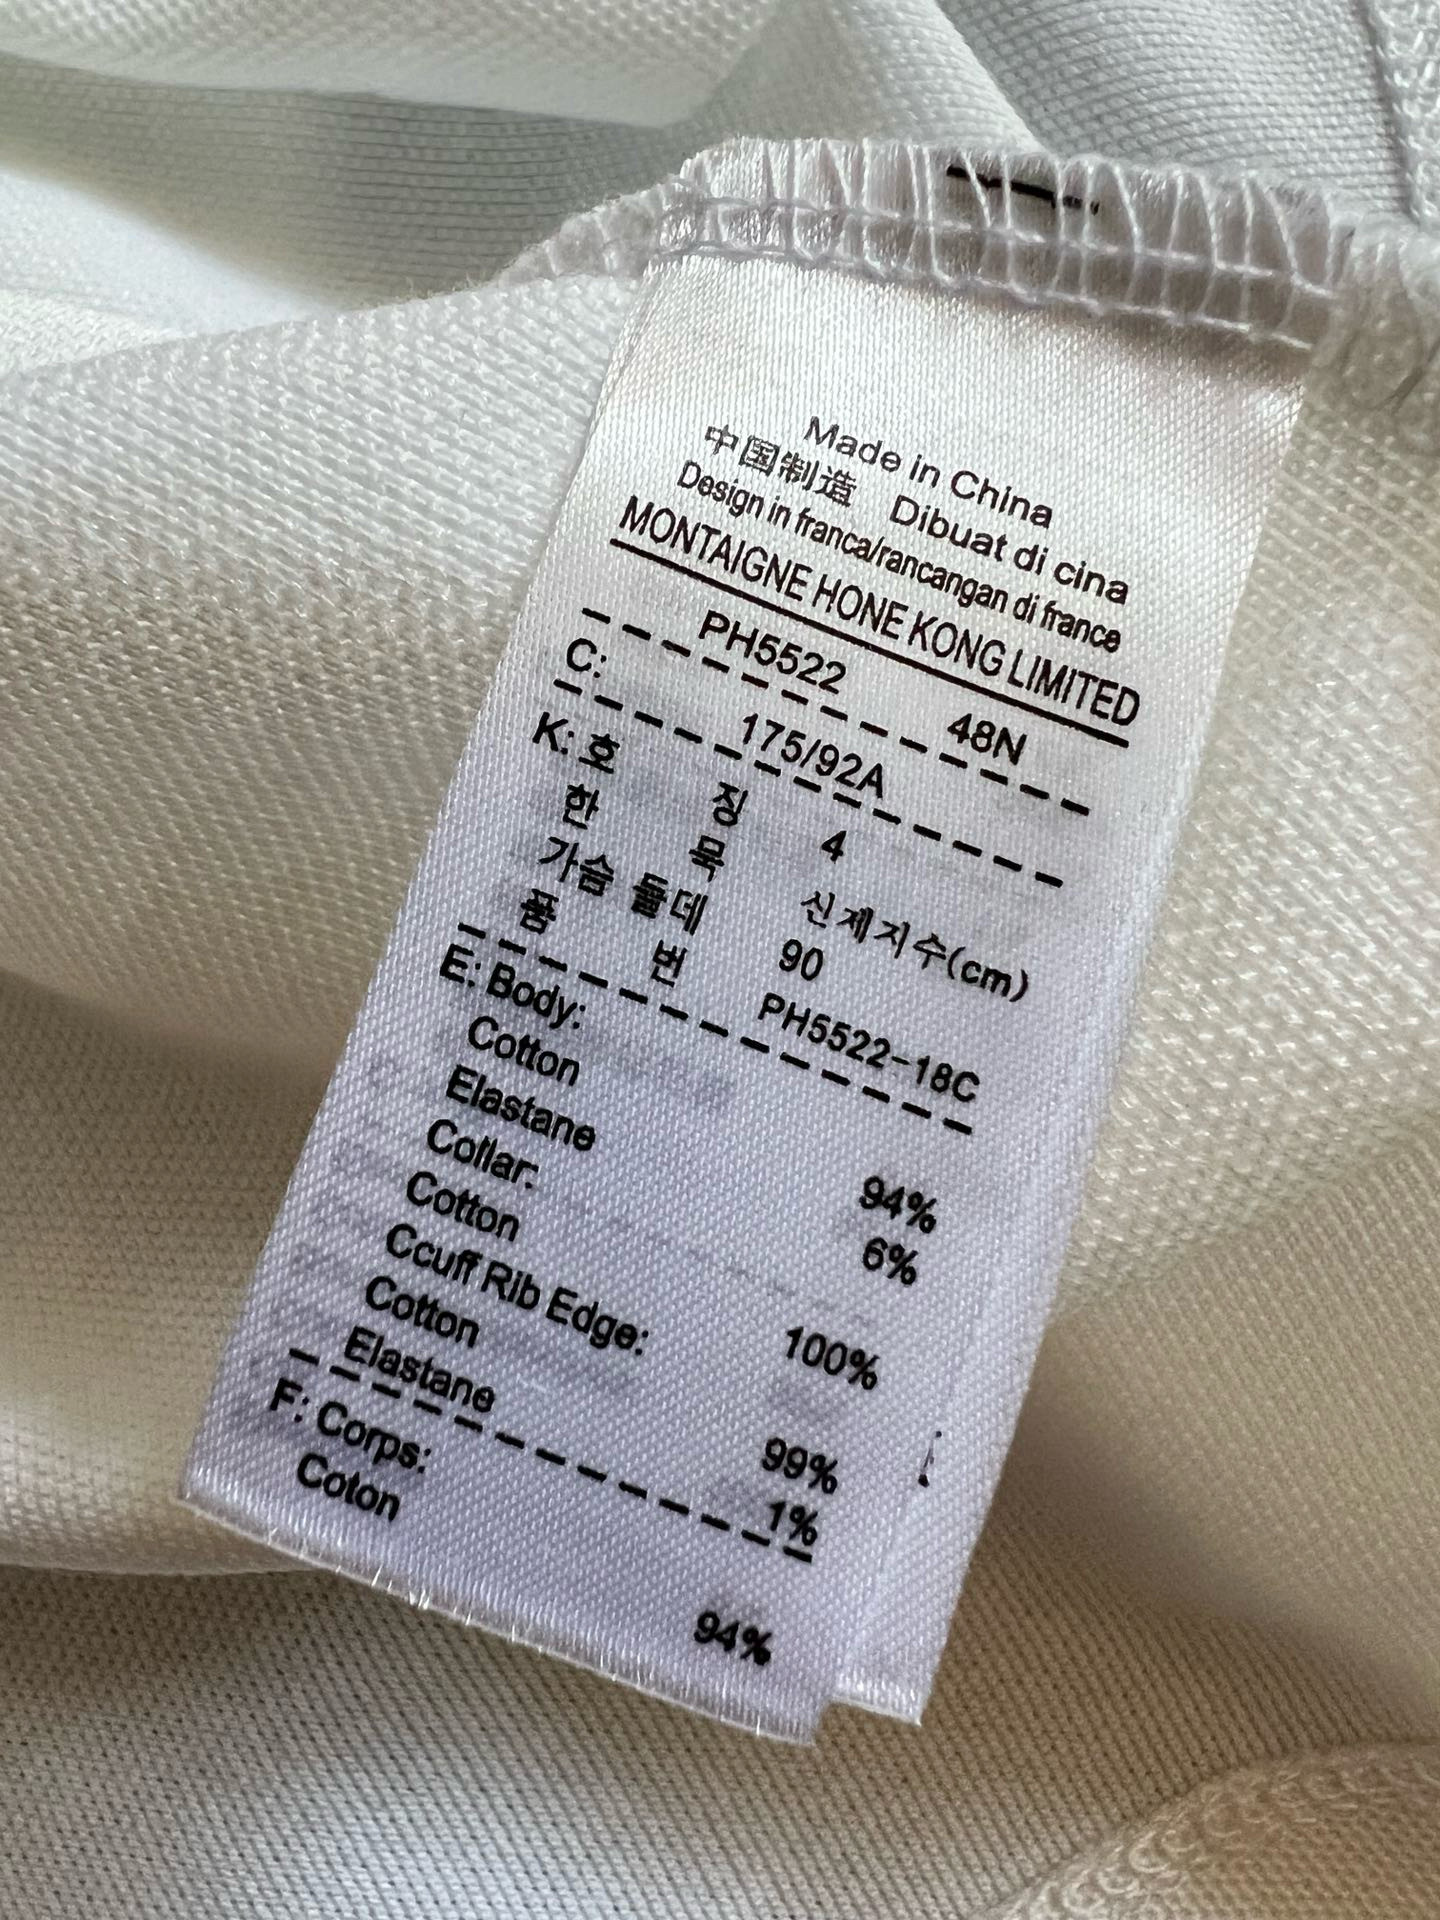 Made in China
中国制造 Dibuat di cina
Design in franca/rancangan di france
MONTAIGNE HONE KONG LIMITED
PH5522 48N
C: 175/92A
K: 호 징 4
한 목 신제지수(cm)
가슴 둘데 90
품 번 PH5522-18C
E: Body:
Cotton 94%
Elastane 6%
Collar:
Cotton 100%
Ccuff Rib Edge:
Cotton 99%
Elastane 1%
F: Corps:
Coton 94%